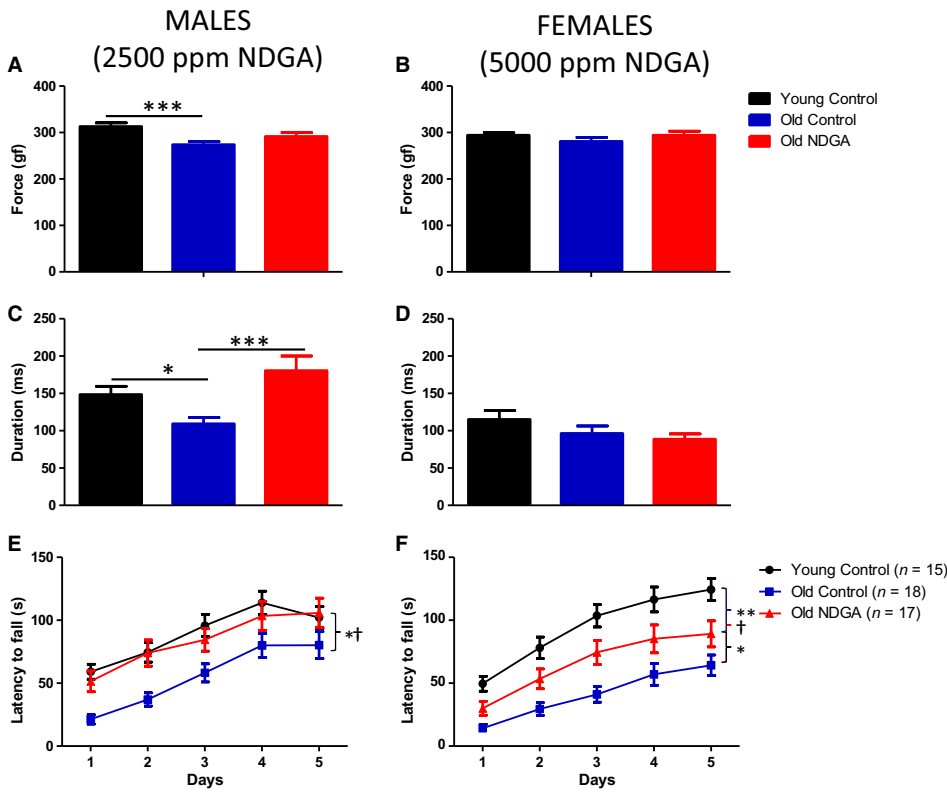 MALES
(2500 ppm NDGA)
FEMALES
(5000 ppm NDGA)
A
400
300
200
100
0
Force (gf)
***
B
400
300
200
100
0
Force (gf)
Young Control
Old Control
Old NDGA
C
250
200
150
100
50
0
Duration (ms)
*
***
D
250
200
150
100
50
0
Duration (ms)
E
150
100
50
0
Latency to fall (s)
*†
1 2 3 4 5
Days
F
150
100
50
0
Latency to fall (s)
**
†
*
1 2 3 4 5
Days
Young Control (n = 15)
Old Control (n = 18)
Old NDGA (n = 17)